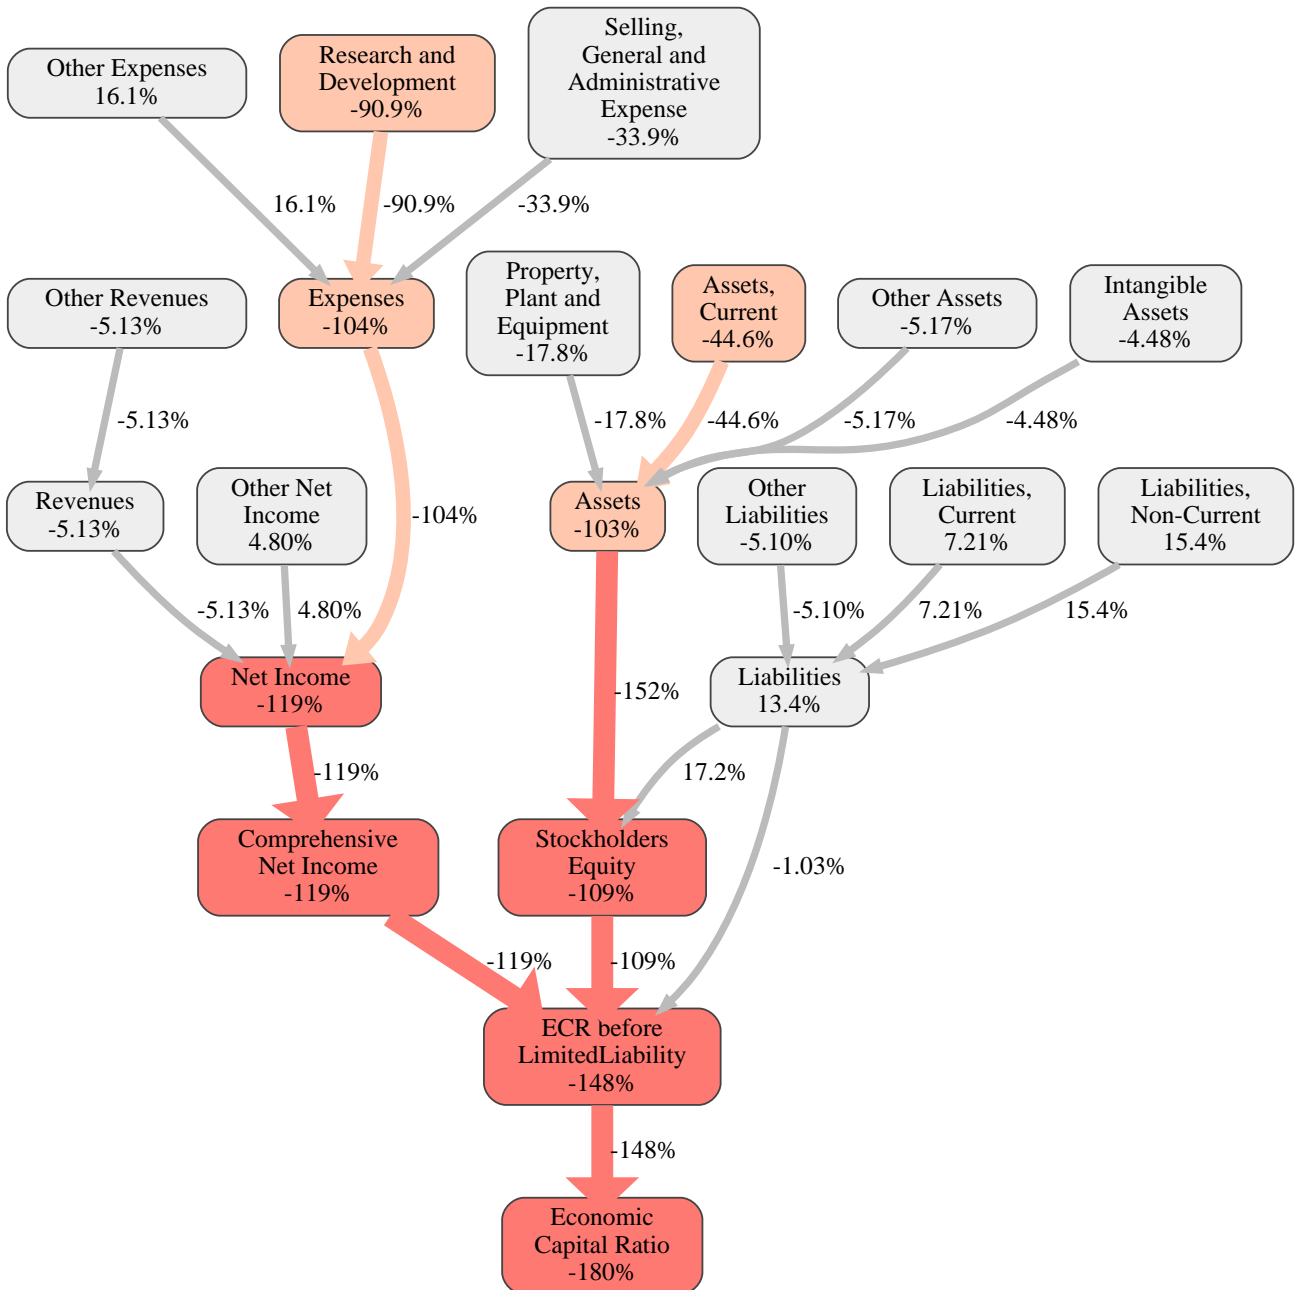 Other Expenses
16.1%
Research and
Development
-90.9%
Selling,
General and
Administrative
Expense
-33.9%
16.1%
-90.9%
-33.9%
Other Revenues
-5.13%
Expenses
-104%
Property,
Plant and
Equipment
-17.8%
Assets,
Current
-44.6%
Other Assets
-5.17%
Intangible
Assets
-4.48%
-5.13%
-17.8%
-44.6%
-5.17%
-4.48%
Revenues
-5.13%
Other Net
Income
4.80%
-104%
Assets
-103%
Other
Liabilities
-5.10%
Liabilities,
Current
7.21%
Liabilities,
Non-Current
15.4%
-5.13%
4.80%
-5.10%
7.21%
15.4%
Net Income
-119%
-152%
Liabilities
13.4%
-119%
17.2%
Comprehensive
Net Income
-119%
Stockholders
Equity
-109%
-1.03%
-119%
-109%
ECR before
LimitedLiability
-148%
-148%
Economic
Capital Ratio
-180%